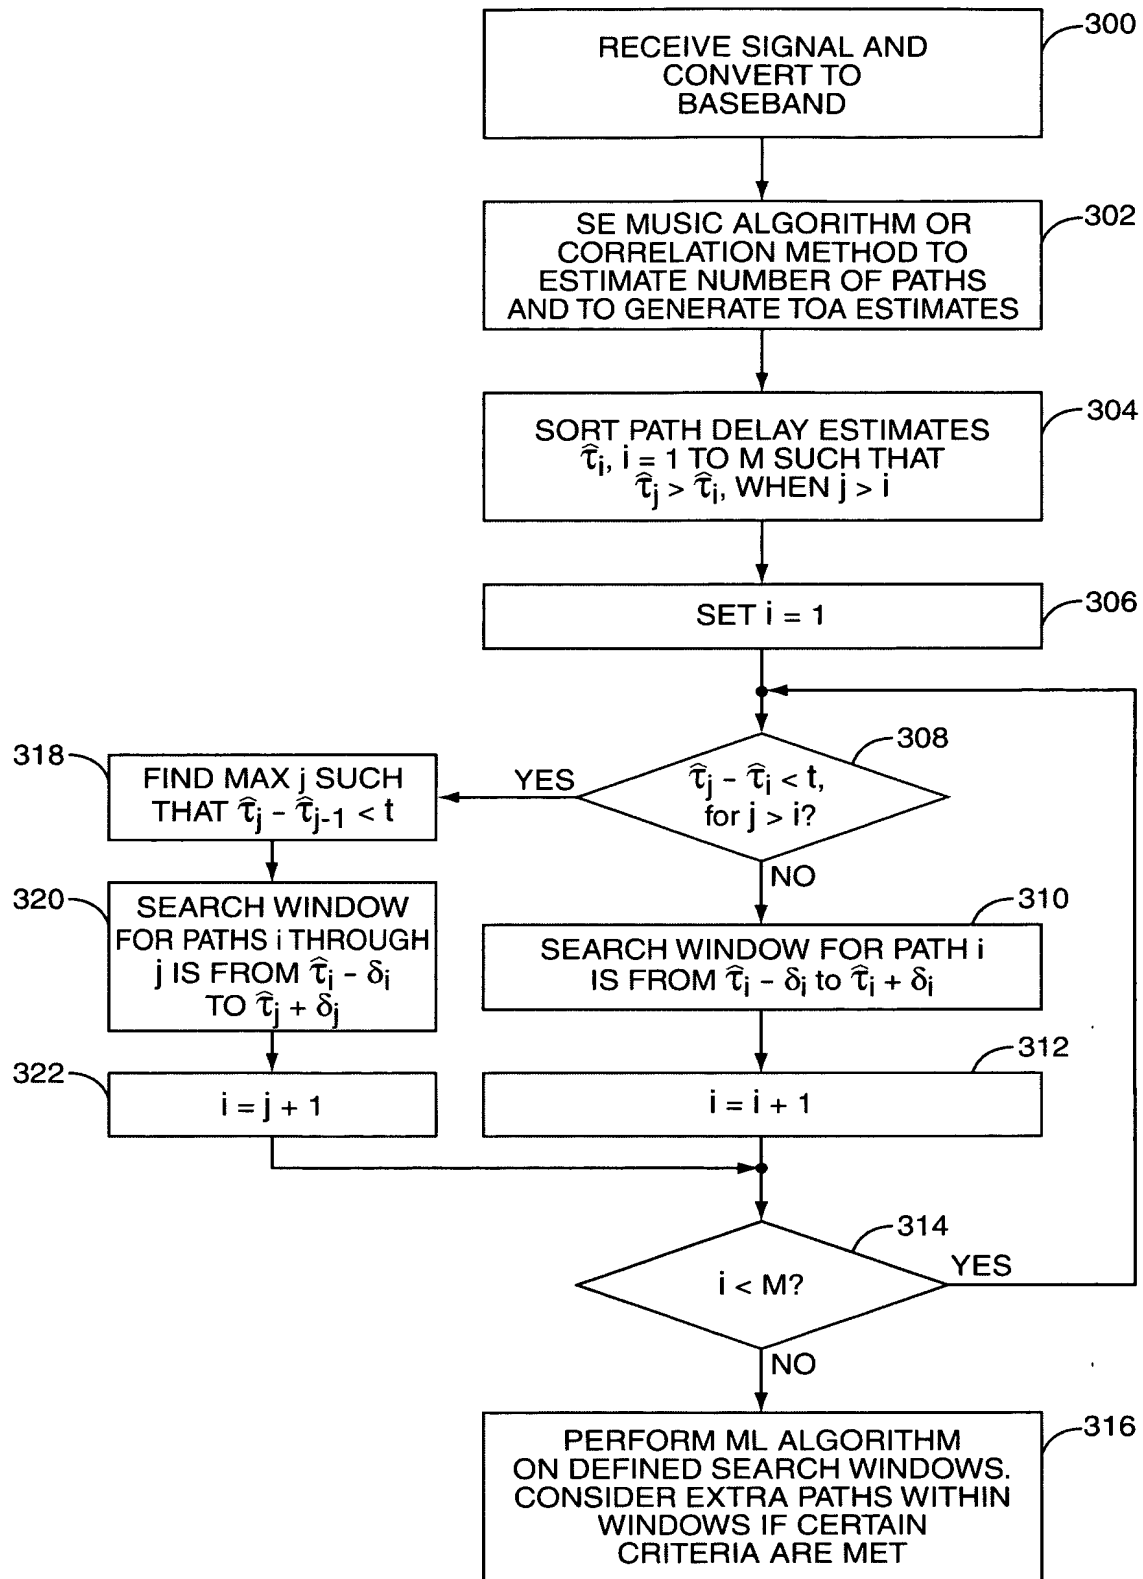 300
RECEIVE SIGNAL AND
CONVERT TO
BASEBAND
302
SE MUSIC ALGORITHM OR
CORRELATION METHOD TO
ESTIMATE NUMBER OF PATHS
AND TO GENERATE TOA ESTIMATES
304
SORT PATH DELAY ESTIMATES
τ̂i, i = 1 TO M SUCH THAT
τ̂j > τ̂i, WHEN j > i
306
SET i = 1
308
τ̂j - τ̂i < t,
for j > i?
YES
NO
318
FIND MAX j SUCH
THAT τ̂j - τ̂j-1 < t
320
SEARCH WINDOW
FOR PATHS i THROUGH
j IS FROM τ̂i - δi
TO τ̂j + δj
322
i = j + 1
310
SEARCH WINDOW FOR PATH i
IS FROM τ̂i - δi to τ̂i + δi
312
i = i + 1
314
i < M?
YES
NO
316
PERFORM ML ALGORITHM
ON DEFINED SEARCH WINDOWS.
CONSIDER EXTRA PATHS WITHIN
WINDOWS IF CERTAIN
CRITERIA ARE MET